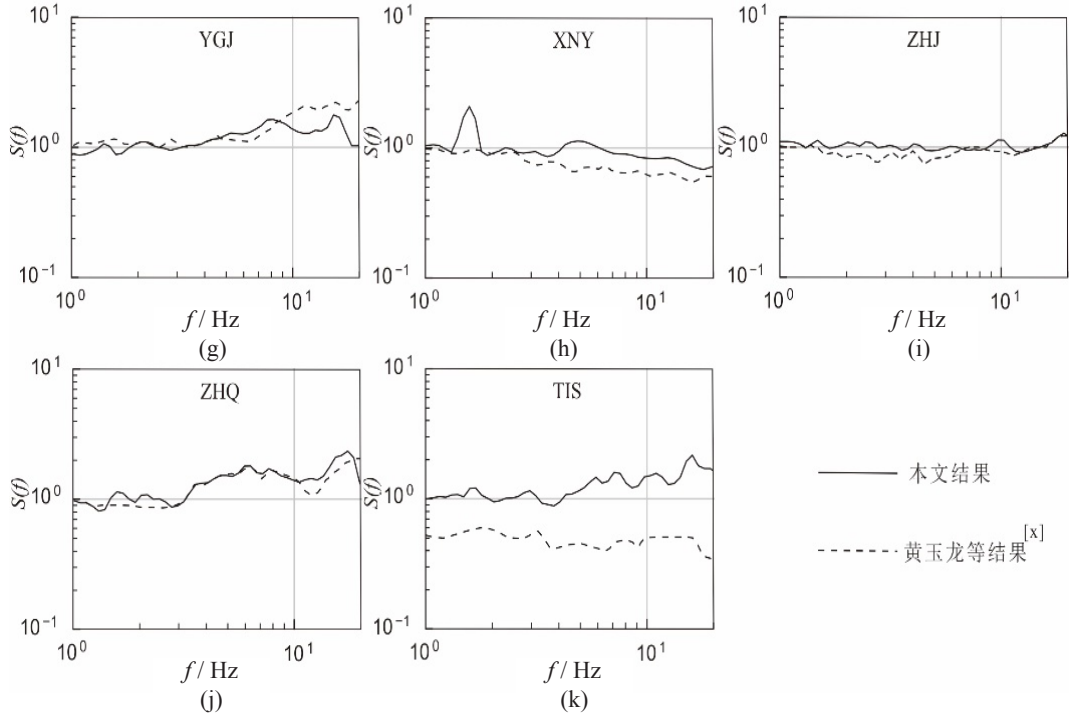 10¹
YGJ
S(f)
10⁰
10⁻¹
10⁰
10¹
f / Hz
(g)
10¹
XNY
S(f)
10⁰
10⁻¹
10⁰
10¹
f / Hz
(h)
10¹
ZHJ
S(f)
10⁰
10⁻¹
10⁰
10¹
f / Hz
(i)
10¹
ZHQ
S(f)
10⁰
10⁻¹
10⁰
10¹
f / Hz
(j)
10¹
TIS
S(f)
10⁰
10⁻¹
10⁰
10¹
f / Hz
(k)
本文结果
黄玉龙等结果[x]